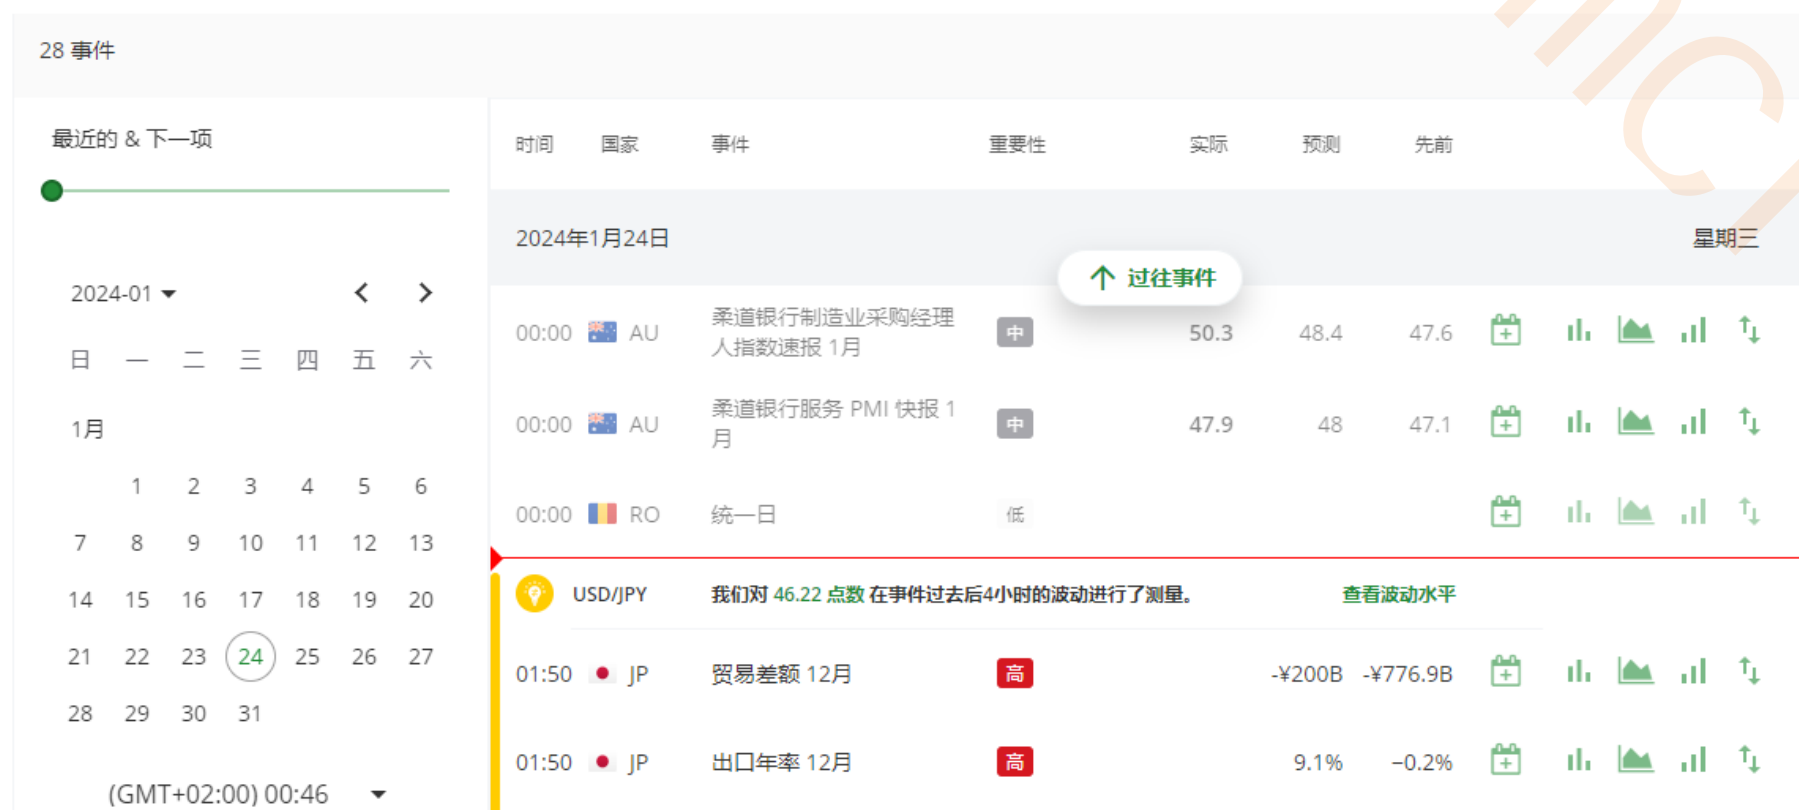 28 事件
最近的 & 下一项
2024-01
日 一 二 三 四 五 六
1月
1 2 3 4 5 6
7 8 9 10 11 12 13
14 15 16 17 18 19 20
21 22 23 24 25 26 27
28 29 30 31
(GMT+02:00) 00:46
时间 国家 事件 重要性 实际 预测 先前
2024年1月24日 星期三
过往事件
00:00 AU 柔道银行制造业采购经理 中 50.3 48.4 47.6
人指数速报 1月
00:00 AU 柔道银行服务 PMI 快报 1 中 47.9 48 47.1
月
00:00 RO 统一日 低
USD/JPY 我们对 46.22 点数 在事件过去后4小时的波动进行了测量。 查看波动水平
01:50 JP 贸易差额 12月 高 -¥200B -¥776.9B
01:50 JP 出口年率 12月 高 9.1% −0.2%